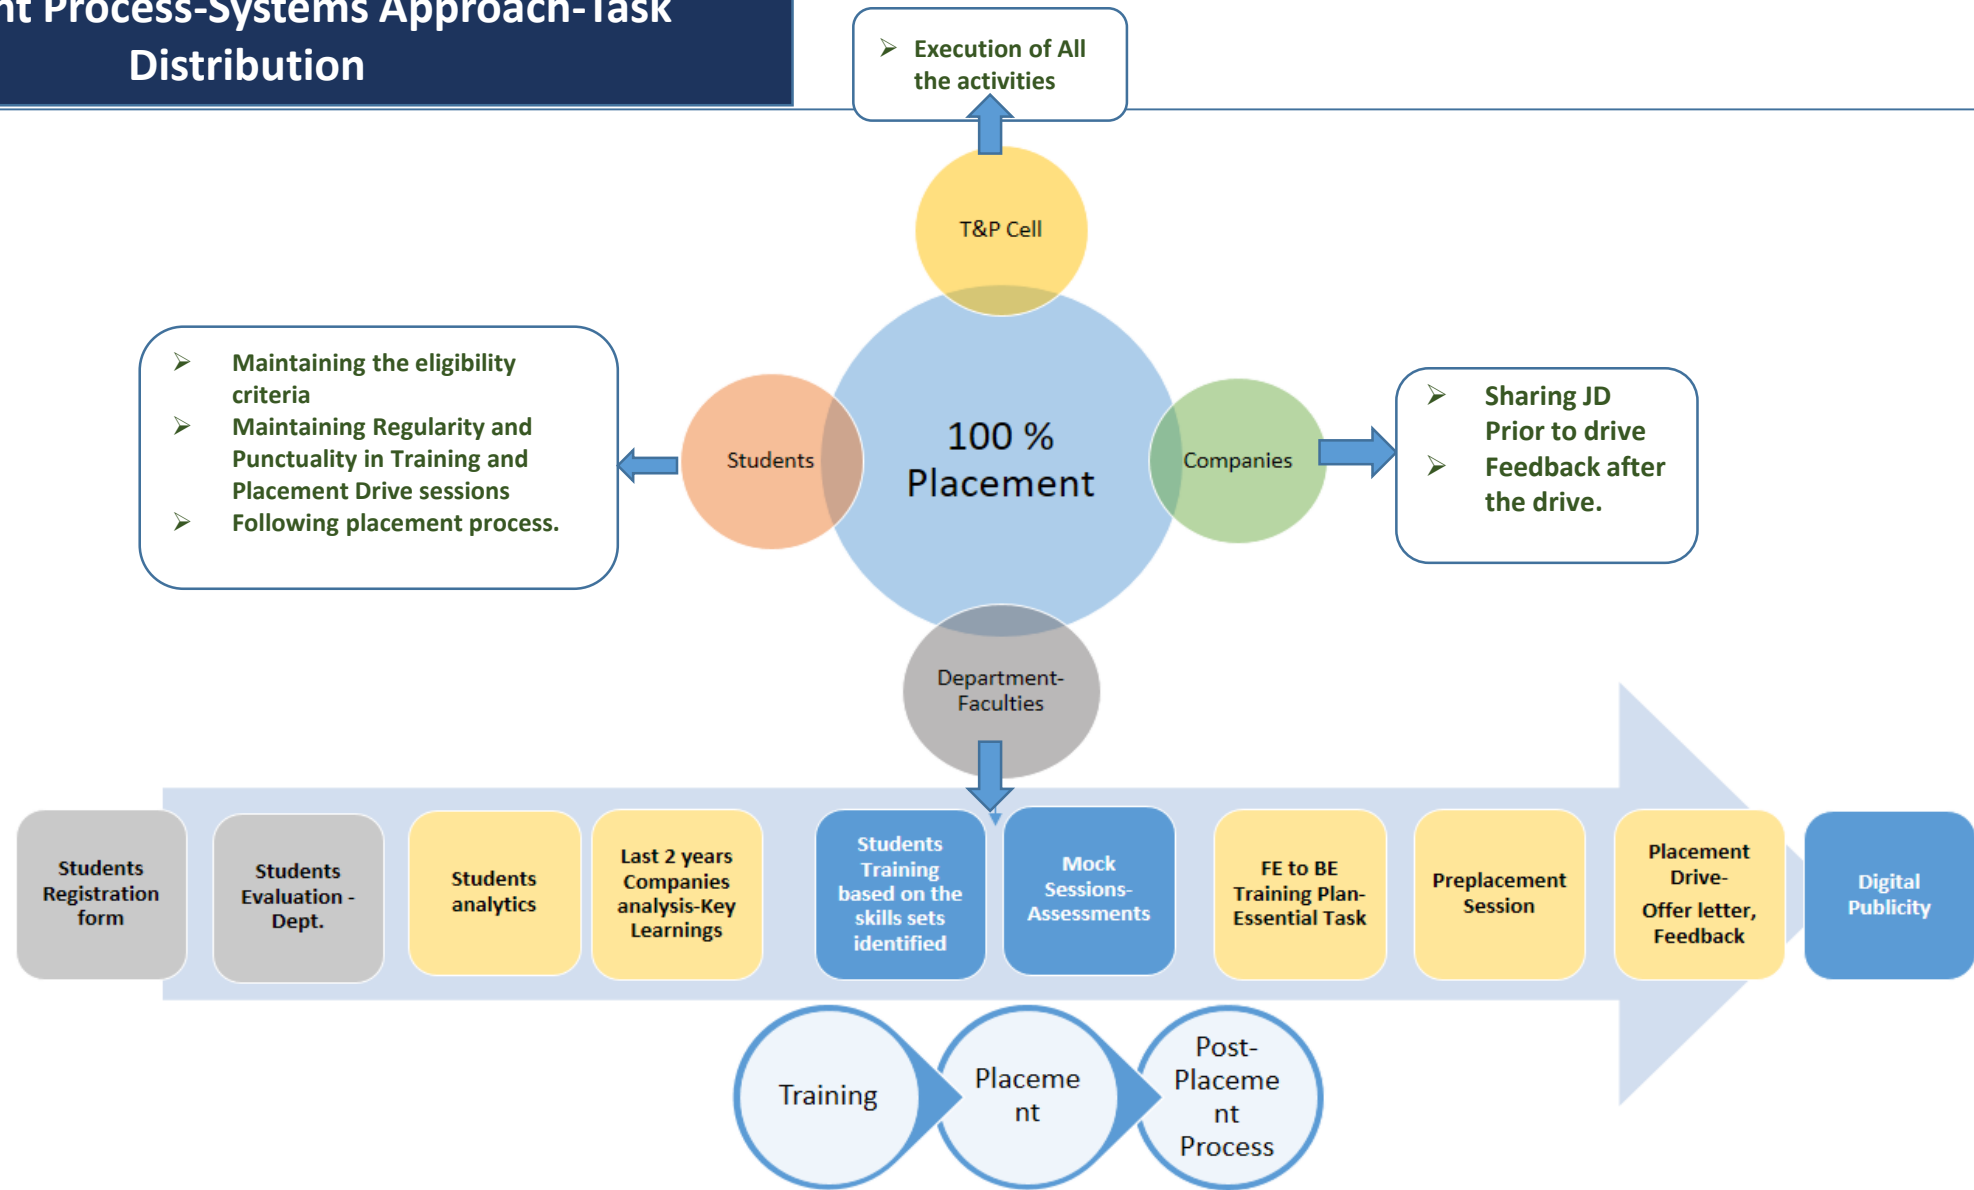 nt Process-Systems Approach-Task
Distribution
➢ Execution of All
the activities
T&P Cell
➢ Maintaining the eligibility
criteria
➢ Maintaining Regularity and
Punctuality in Training and
Placement Drive sessions
➢ Following placement process.
Students
100 %
Placement
Companies
➢ Sharing JD
Prior to drive
➢ Feedback after
the drive.
Department-
Faculties
Students
Registration
form
Students
Evaluation -
Dept.
Students
analytics
Last 2 years
Companies
analysis-Key
Learnings
Students
Training
based on the
skills sets
identified
Mock
Sessions-
Assessments
FE to BE
Training Plan-
Essential Task
Preplacement
Session
Placement
Drive-
Offer letter,
Feedback
Digital
Publicity
Training
Placeme
nt
Post-
Placeme
nt
Process